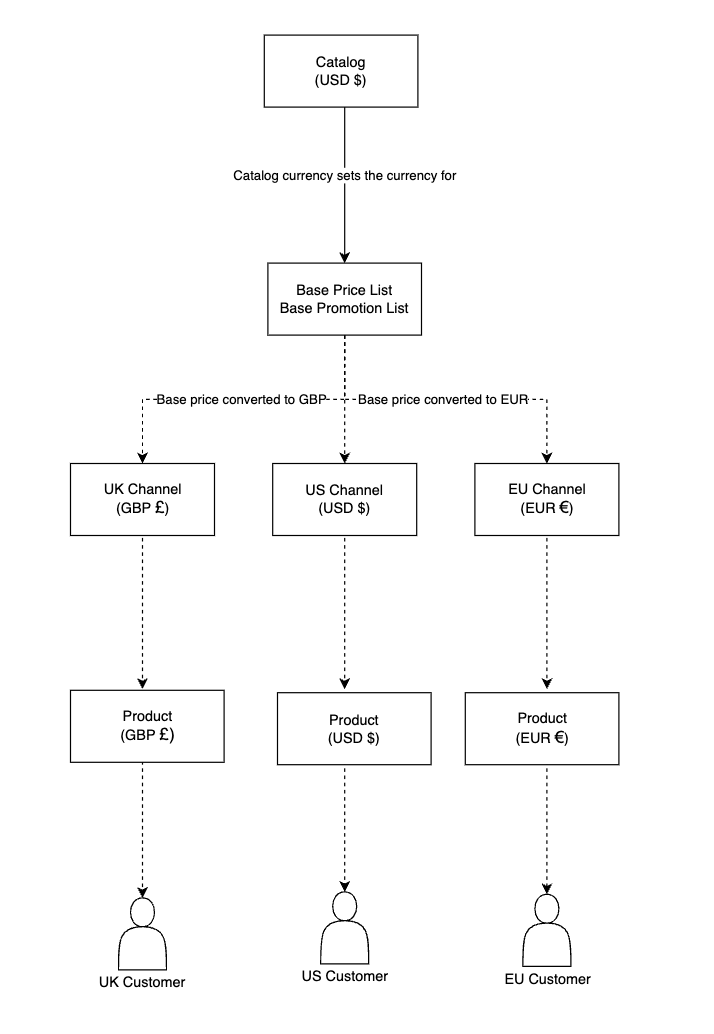 Catalog
(USD $)
Catalog currency sets the currency for
Base Price List
Base Promotion List
Base price converted to GBP
Base price converted to EUR
UK Channel
(GBP £)
US Channel
(USD $)
EU Channel
(EUR €)
Product
(GBP £)
Product
(USD $)
Product
(EUR €)
UK Customer
US Customer
EU Customer